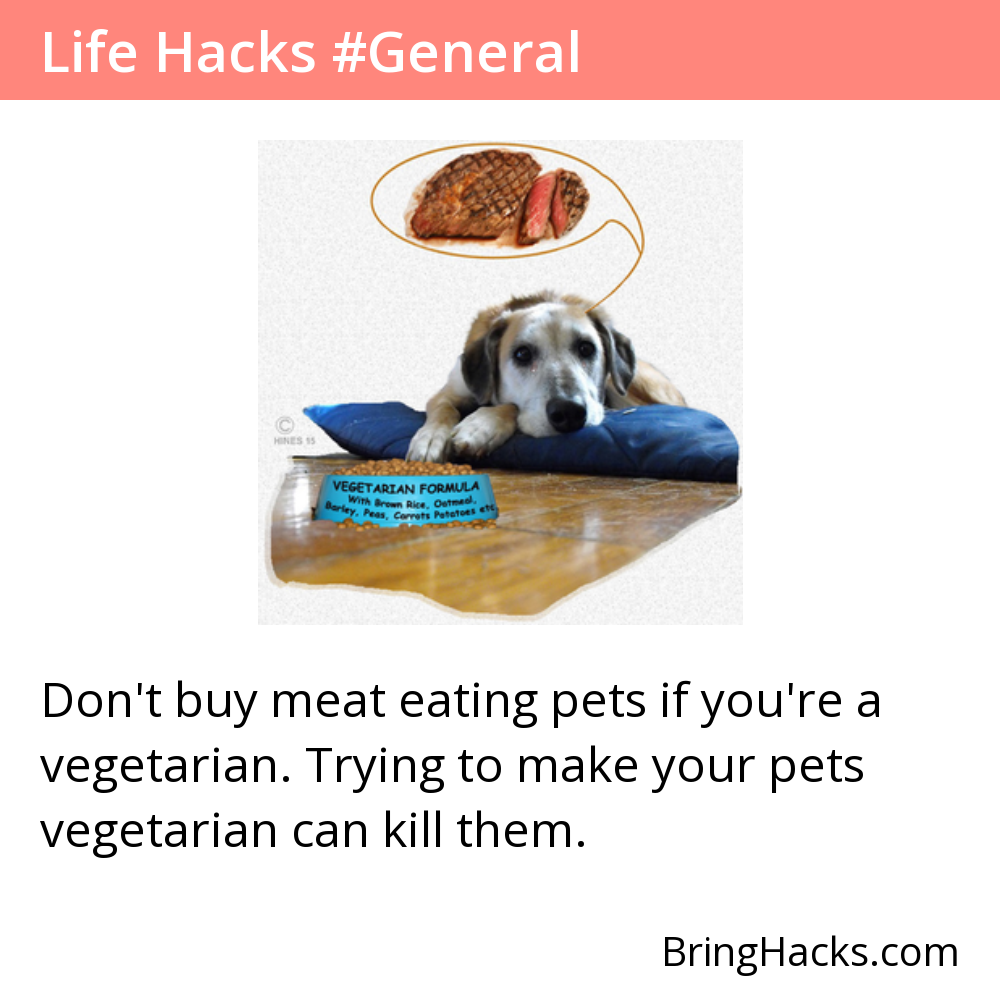 Life Hacks #General
©
HINES 15
VEGETARIAN FORMULA
With Brown Rice, Oatmeal,
Barley, Peas, Carrots Potatoes etc
Don't buy meat eating pets if you're a
vegetarian. Trying to make your pets
vegetarian can kill them.
BringHacks.com